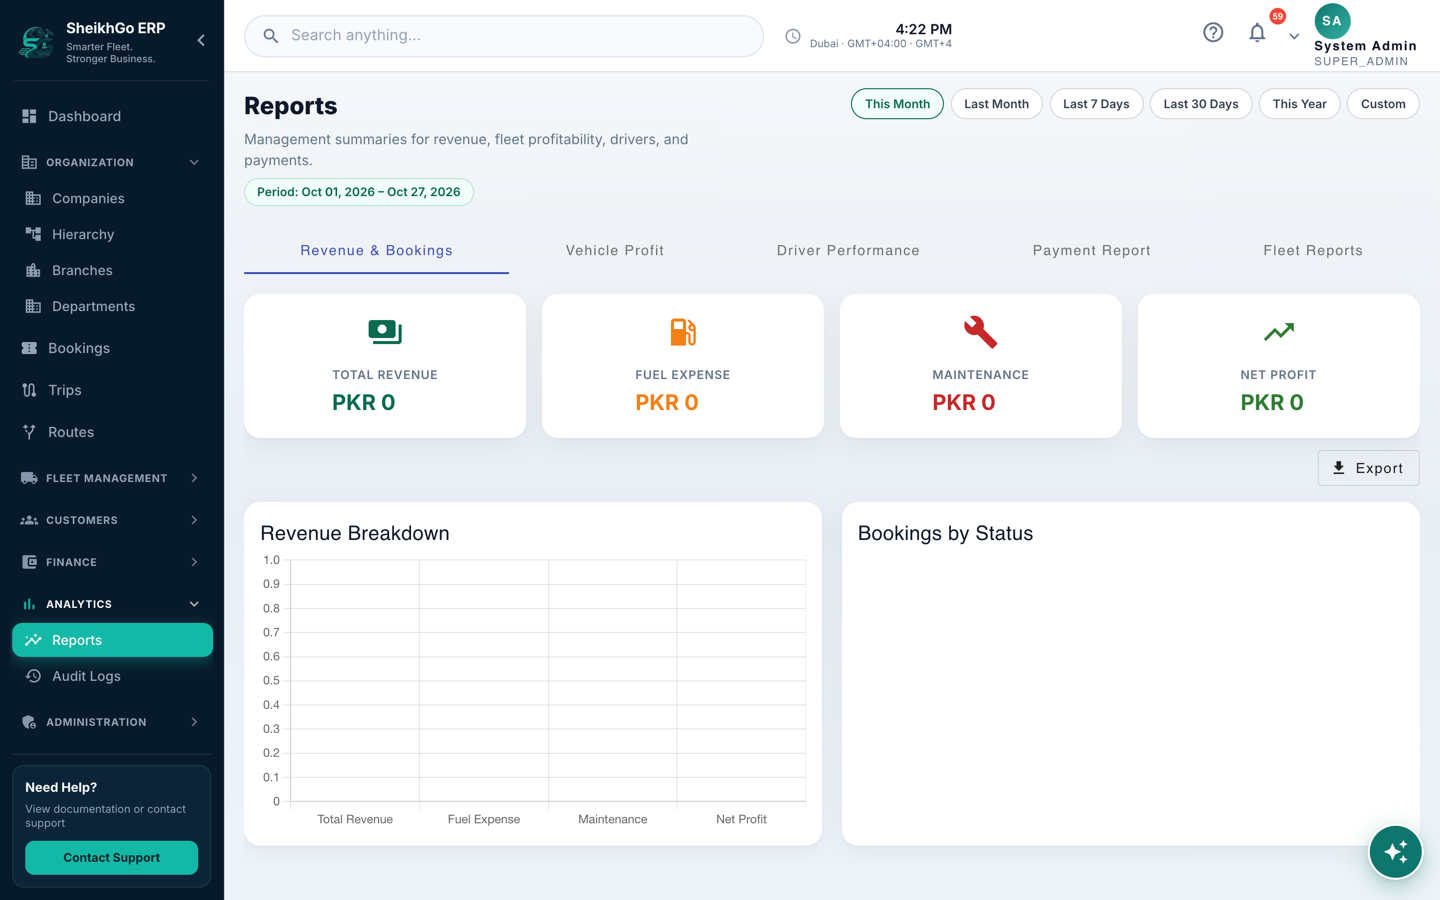 SheikhGo ERP
Smarter Fleet.
Stronger Business.
Dashboard
ORGANIZATION
Companies
Hierarchy
Branches
Departments
Bookings
Trips
Routes
FLEET MANAGEMENT
CUSTOMERS
FINANCE
ANALYTICS
Reports
Audit Logs
ADMINISTRATION
Need Help?
View documentation or contact
support
Contact Support
Search anything...
4:22 PM
Dubai · GMT+04:00 · GMT+4
59
SA
System Admin
SUPER_ADMIN
Reports
Management summaries for revenue, fleet profitability, drivers, and
payments.
Period: Oct 01, 2026 – Oct 27, 2026
This Month
Last Month
Last 7 Days
Last 30 Days
This Year
Custom
Revenue & Bookings
Vehicle Profit
Driver Performance
Payment Report
Fleet Reports
TOTAL REVENUE
PKR 0
FUEL EXPENSE
PKR 0
MAINTENANCE
PKR 0
NET PROFIT
PKR 0
Export
Revenue Breakdown
1.0
0.9
0.8
0.7
0.6
0.5
0.4
0.3
0.2
0.1
0
Total Revenue
Fuel Expense
Maintenance
Net Profit
Bookings by Status